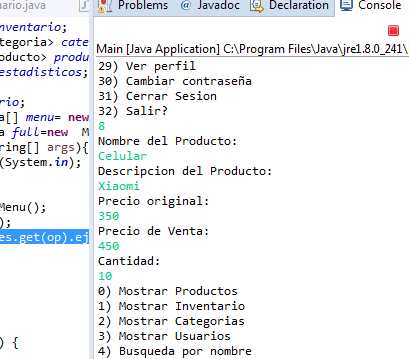 uario.java
Problems @ Javadoc Declaration Console
Main [Java Application] C:\Program Files\Java\jre1.8.0_241\
nventario;
ategoria> cate
oducto> produ
estadisticos;
rio;
a[] menu= new
a full=new M
ring[] args){
(System.in);
Menu();
);
es.get(op).ej
) {
29) Ver perfil
30) Cambiar contraseña
31) Cerrar Sesion
32) Salir?
8
Nombre del Producto:
Celular
Descripcion del Producto:
Xiaomi
Precio original:
350
Precio de Venta:
450
Cantidad:
10
0) Mostrar Productos
1) Mostrar Inventario
2) Mostrar Categorias
3) Mostrar Usuarios
4) Busqueda por nombre